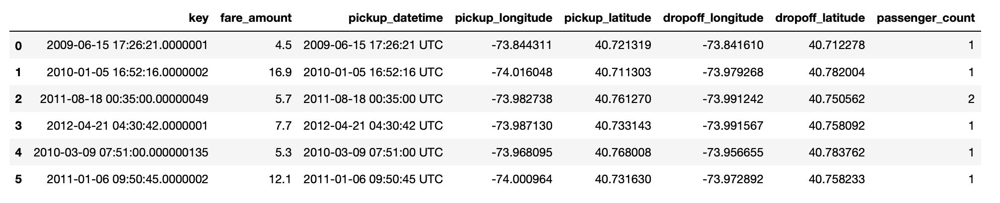 key fare_amount pickup_datetime pickup_longitude pickup_latitude dropoff_longitude dropoff_latitude passenger_count
0 2009-06-15 17:26:21.0000001 4.5 2009-06-15 17:26:21 UTC -73.844311 40.721319 -73.841610 40.712278 1
1 2010-01-05 16:52:16.0000002 16.9 2010-01-05 16:52:16 UTC -74.016048 40.711303 -73.979268 40.782004 1
2 2011-08-18 00:35:00.00000049 5.7 2011-08-18 00:35:00 UTC -73.982738 40.761270 -73.991242 40.750562 2
3 2012-04-21 04:30:42.0000001 7.7 2012-04-21 04:30:42 UTC -73.987130 40.733143 -73.991567 40.758092 1
4 2010-03-09 07:51:00.000000135 5.3 2010-03-09 07:51:00 UTC -73.968095 40.768008 -73.956655 40.783762 1
5 2011-01-06 09:50:45.0000002 12.1 2011-01-06 09:50:45 UTC -74.000964 40.731630 -73.972892 40.758233 1